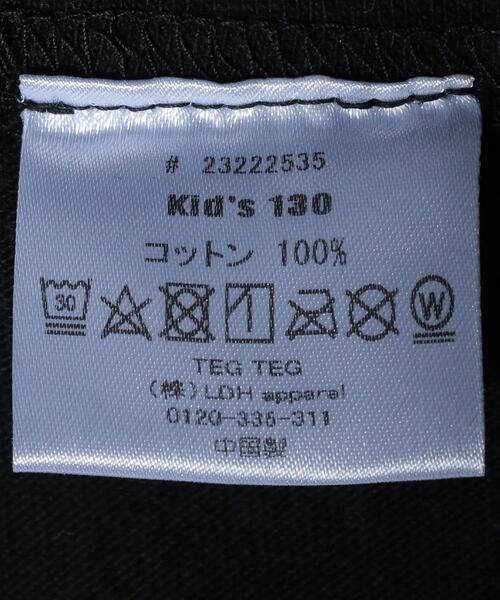 # 23222535
Kid's 130
コットン 100%
30 W
TEG TEG
(株)LDH apparel
0120-335-311
中国製